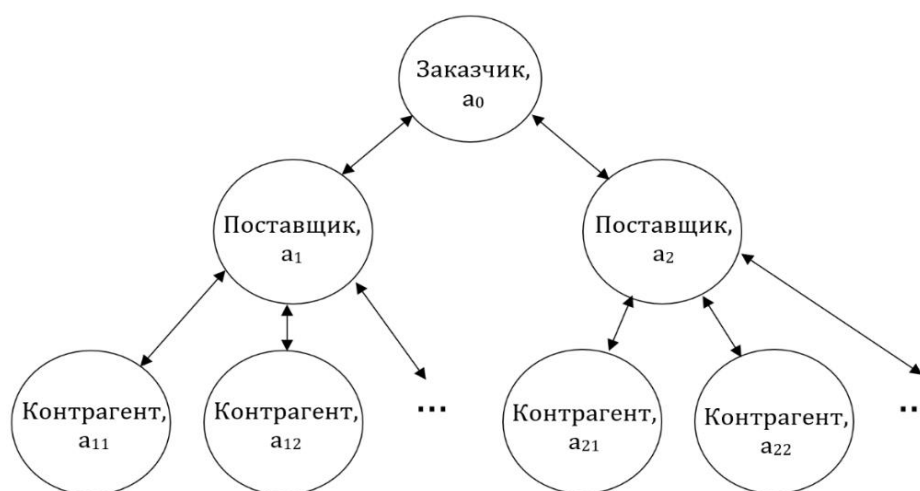 Заказчик,
a₀
Поставщик,
a₁
Поставщик,
a₂
Контрагент,
a₁₁
Контрагент,
a₁₂
...
Контрагент,
a₂₁
Контрагент,
a₂₂
...